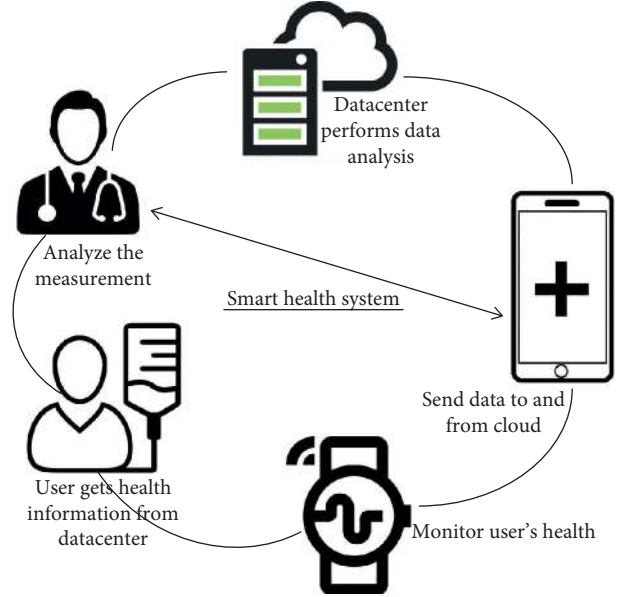 Datacenter
performs data
analysis
Analyze the
measurement
Smart health system
Send data to and
from cloud
User gets health
information from
datacenter
Monitor user's health